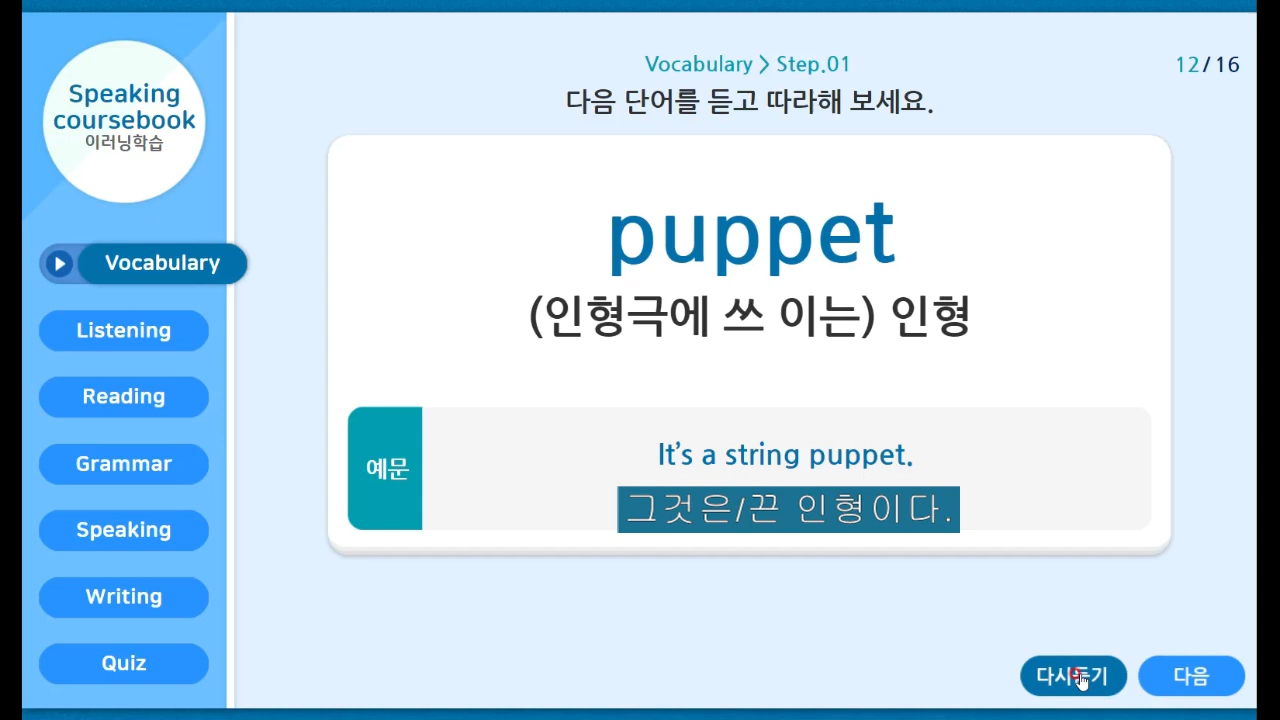 Speaking
coursebook
이러닝학습
Vocabulary
Listening
Reading
Grammar
Speaking
Writing
Quiz
Vocabulary > Step.01
12/16
다음 단어를 듣고 따라해 보세요.
puppet
(인형극에 쓰 이는) 인형
예문
It's a string puppet.
그것은/끈 인형이다.
다시듣기
다음